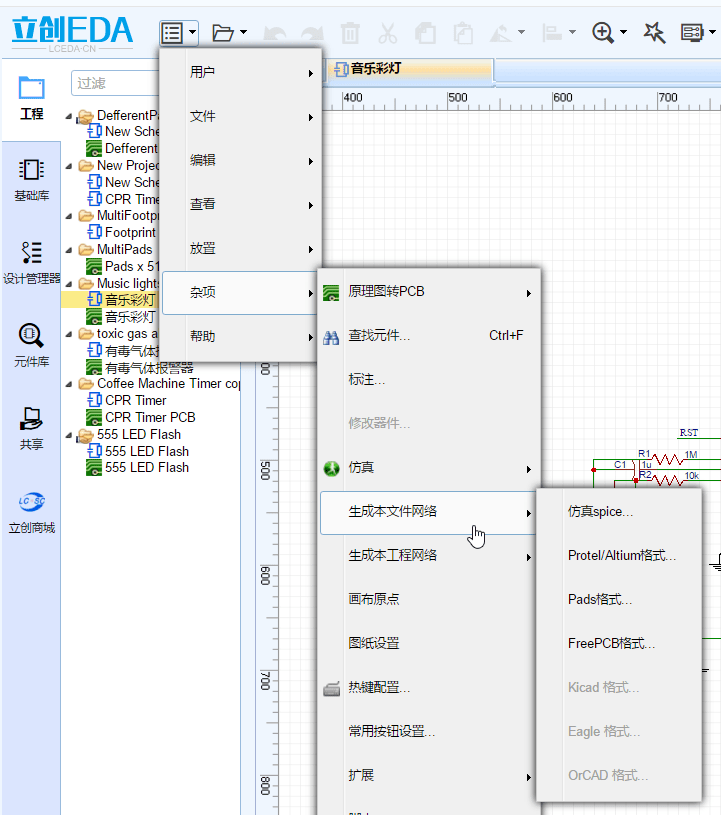 立创EDA
LCEDA·CN
音乐彩灯
工程
基础库
设计管理器
元件库
共享
立创商城
过滤
DefferentPa
New Sche
Defferent
New Projec
New Sche
CPR Time
MultiFootpr
Footprint
MultiPads
Pads x 51
Music lights
音乐彩灯
音乐彩灯
toxic gas a
有毒气体报
有毒气体报警器
Coffee Machine Timer cop
CPR Timer
CPR Timer PCB
555 LED Flash
555 LED Flash
555 LED Flash
用户
文件
编辑
查看
放置
杂项
帮助
原理图转PCB
查找元件... Ctrl+F
标注...
修改器件...
仿真
生成本文件网络
生成本工程网络
画布原点
图纸设置
热键配置...
常用按钮设置...
扩展
仿真spice...
Protel/Altium格式...
Pads格式...
FreePCB格式...
Kicad 格式...
Eagle 格式...
OrCAD 格式...
400 500 600 700
500
600
700
800
RST
R1 1M
C1 1u
R2 10k